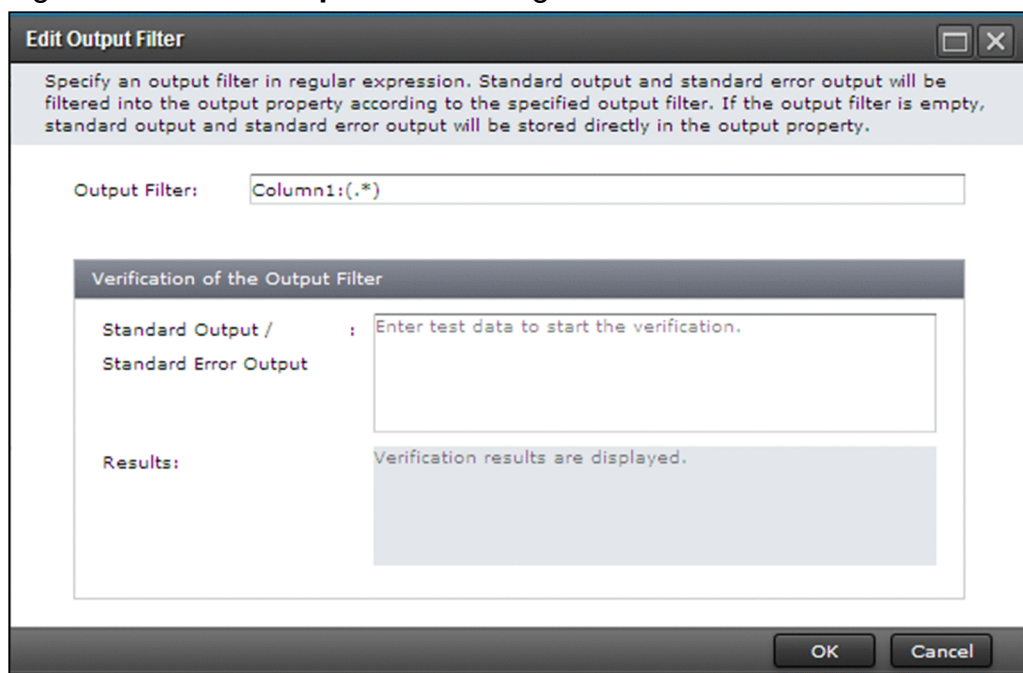 Edit Output Filter
Specify an output filter in regular expression. Standard output and standard error output will be
filtered into the output property according to the specified output filter. If the output filter is empty,
standard output and standard error output will be stored directly in the output property.
Output Filter: Column1:(.*)
Verification of the Output Filter
Standard Output / : Enter test data to start the verification.
Standard Error Output
Results: Verification results are displayed.
OK Cancel